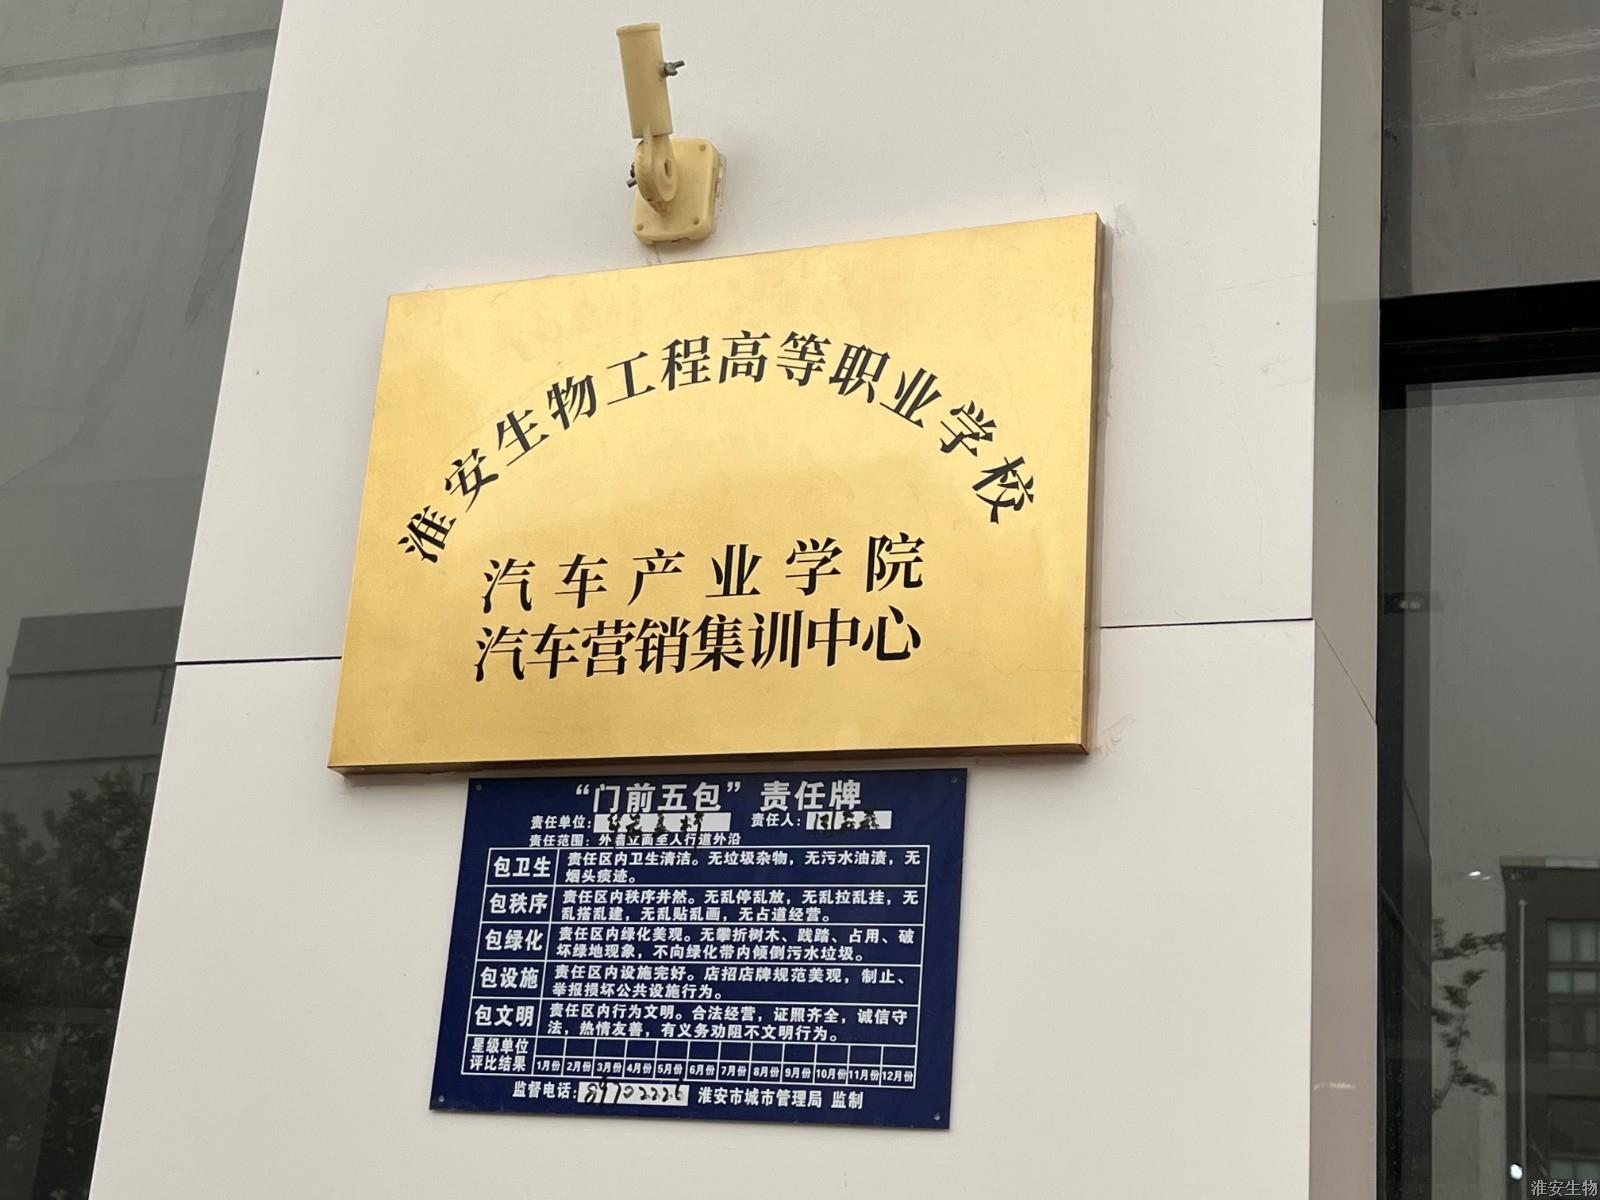 淮安生物工程高等职业学校
汽车产业学院
汽车营销集训中心
“门前五包”责任牌
责任单位： 责任人：
责任范围：外墙立面至人行道外沿
包卫生 责任区内卫生清洁。无垃圾杂物，无污水油渍，无
烟头痰迹。
包秩序 责任区内秩序井然。无乱停乱放，无乱拉乱挂，无
乱搭乱建，无乱贴乱画，无占道经营。
包绿化 责任区内绿化美观。无攀折树木、践踏、占用、破
坏绿地现象，不向绿化带内倾倒污水垃圾。
包设施 责任区内设施完好。店招店牌规范美观，制止、
举报损坏公共设施行为。
包文明 责任区内行为文明。合法经营，证照齐全，诚信守
法，热情友善，有义务劝阻不文明行为。
星级单位
评比结果 1月份 2月份 3月份 4月份 5月份 6月份 7月份 8月份 9月份 10月份 11月份 12月份
监督电话： 淮安市城市管理局 监制
淮安生物